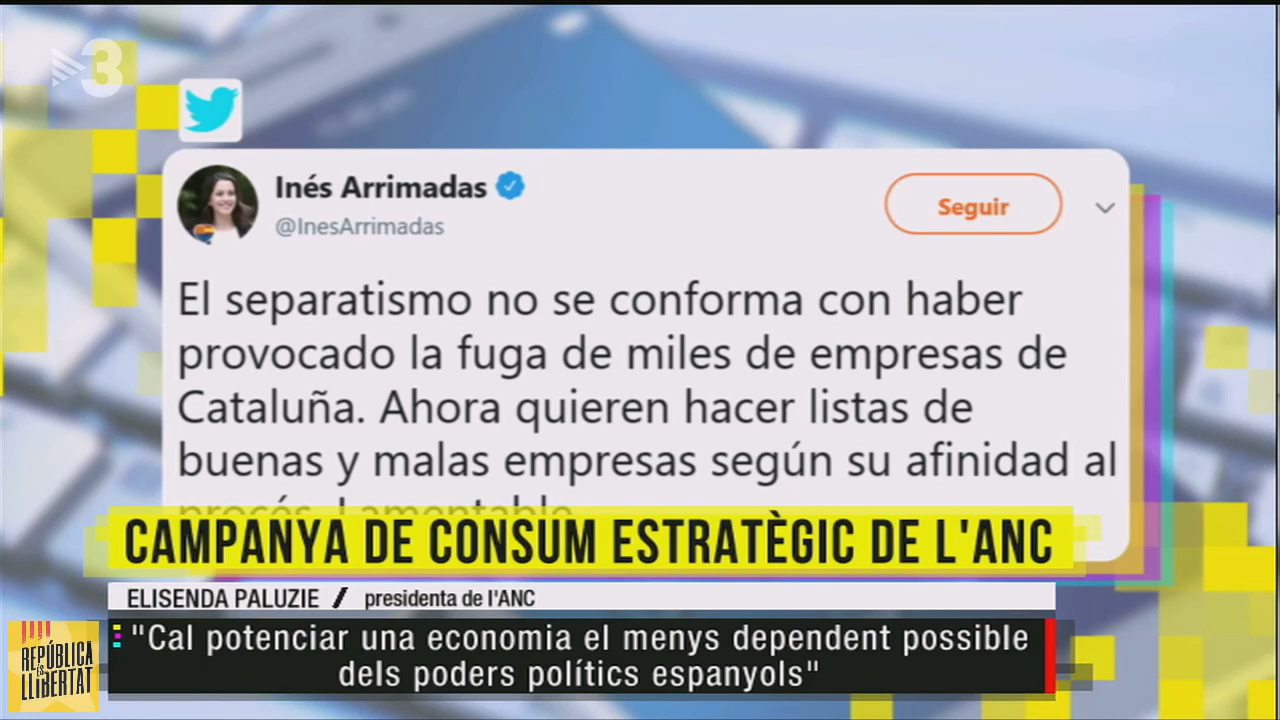 3
Inés Arrimadas
@InesArrimadas
Seguir
El separatismo no se conforma con haber
provocado la fuga de miles de empresas de
Cataluña. Ahora quieren hacer listas de
buenas y malas empresas según su afinidad al
procés. Lamentable
CAMPANYA DE CONSUM ESTRATÈGIC DE L'ANC
ELISENDA PALUZIE / presidenta de l'ANC
"Cal potenciar una economia el menys dependent possible
dels poders polítics espanyols"
REPÚBLICA
ÉS
LLIBERTAT